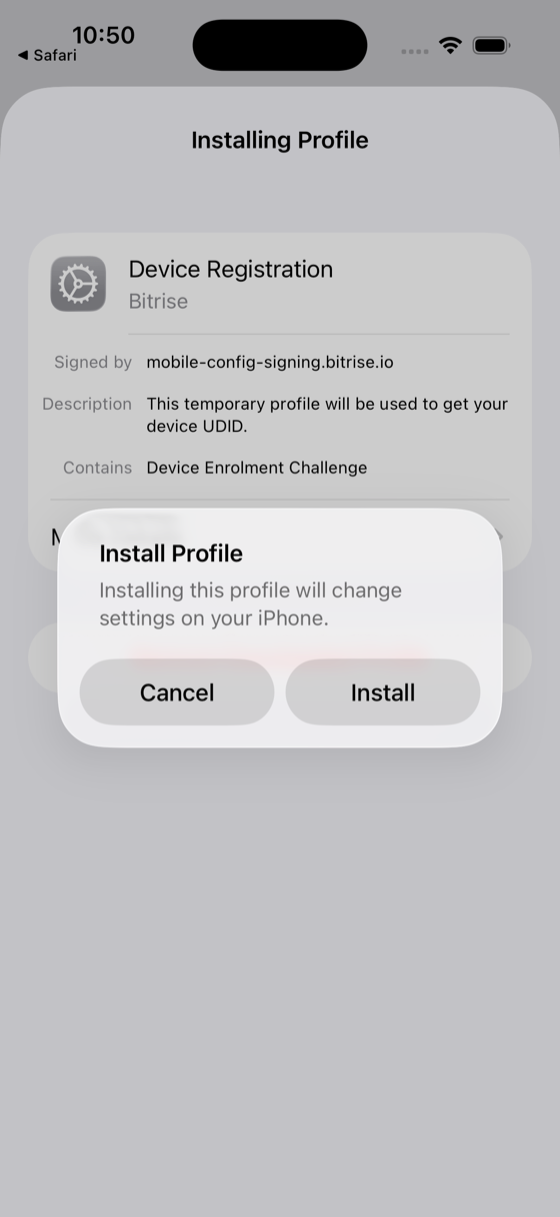 10:50
◀ Safari
Installing Profile
Device Registration
Bitrise
Signed by mobile-config-signing.bitrise.io
Description This temporary profile will be used to get your
device UDID.
Contains Device Enrolment Challenge
Install Profile
Installing this profile will change
settings on your iPhone.
Cancel Install